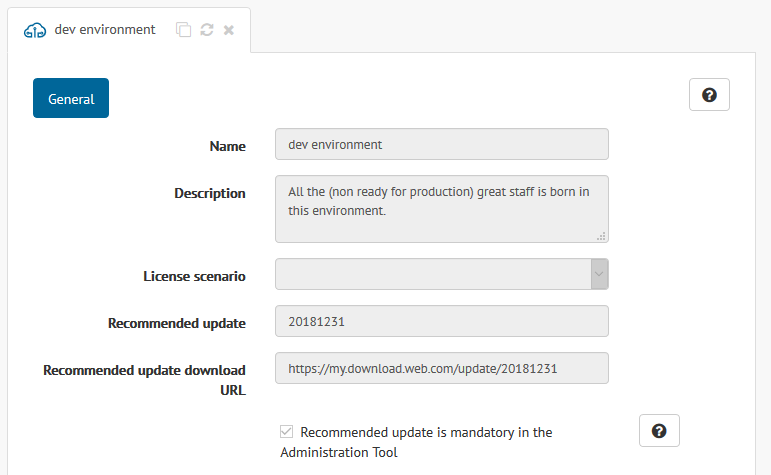 dev environment
General
Name
dev environment
Description
All the (non ready for production) great staff is born in
this environment.
License scenario
Recommended update
20181231
Recommended update download
URL
https://my.download.web.com/update/20181231
Recommended update is mandatory in the
Administration Tool